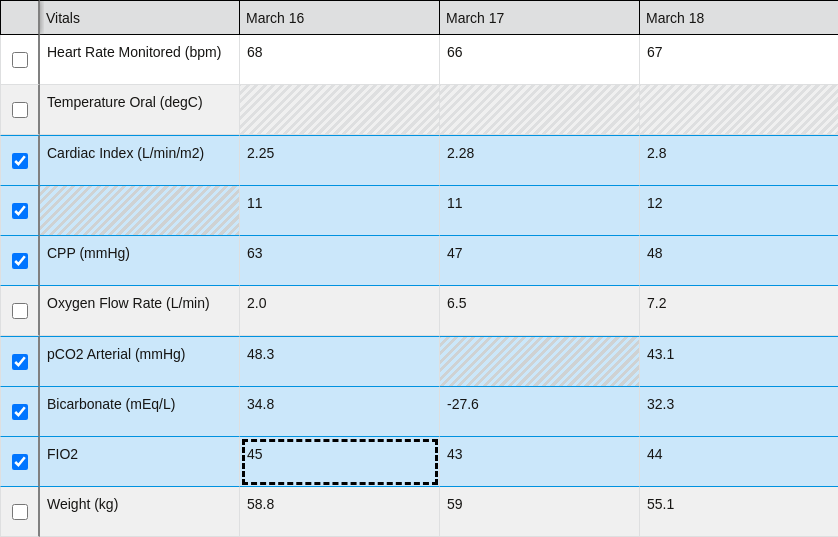 Vitals March 16 March 17 March 18
Heart Rate Monitored (bpm) 68 66 67
Temperature Oral (degC)
Cardiac Index (L/min/m2) 2.25 2.28 2.8
11 11 12
CPP (mmHg) 63 47 48
Oxygen Flow Rate (L/min) 2.0 6.5 7.2
pCO2 Arterial (mmHg) 48.3 43.1
Bicarbonate (mEq/L) 34.8 -27.6 32.3
FIO2 45 43 44
Weight (kg) 58.8 59 55.1